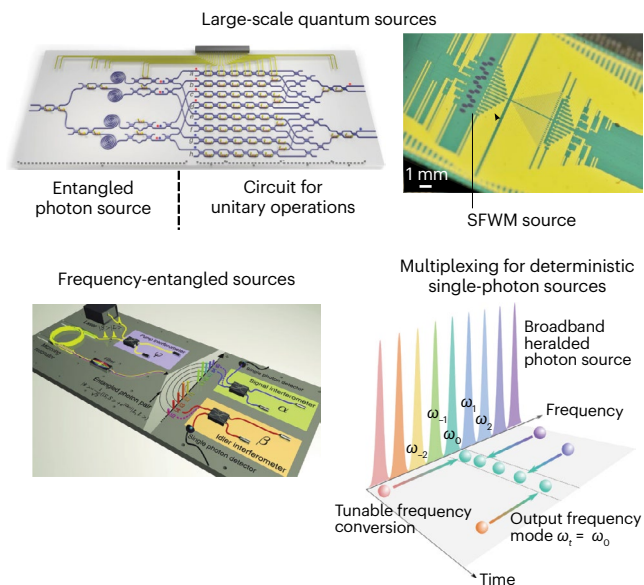 Large-scale quantum sources
Entangled
photon source
Circuit for
unitary operations
1 mm
SFWM source
Frequency-entangled sources
Pump interferometer
Entangled photon pair
Single photon detector
Signal interferometer
α
β
Idler interferometer
Single photon detector
Multiplexing for deterministic
single-photon sources
Broadband
heralded
photon source
Frequency
ω₋₂
ω₋₁
ω₀
ω₁
ω₂
Tunable frequency
conversion
Output frequency
mode ωₜ = ω₀
Time